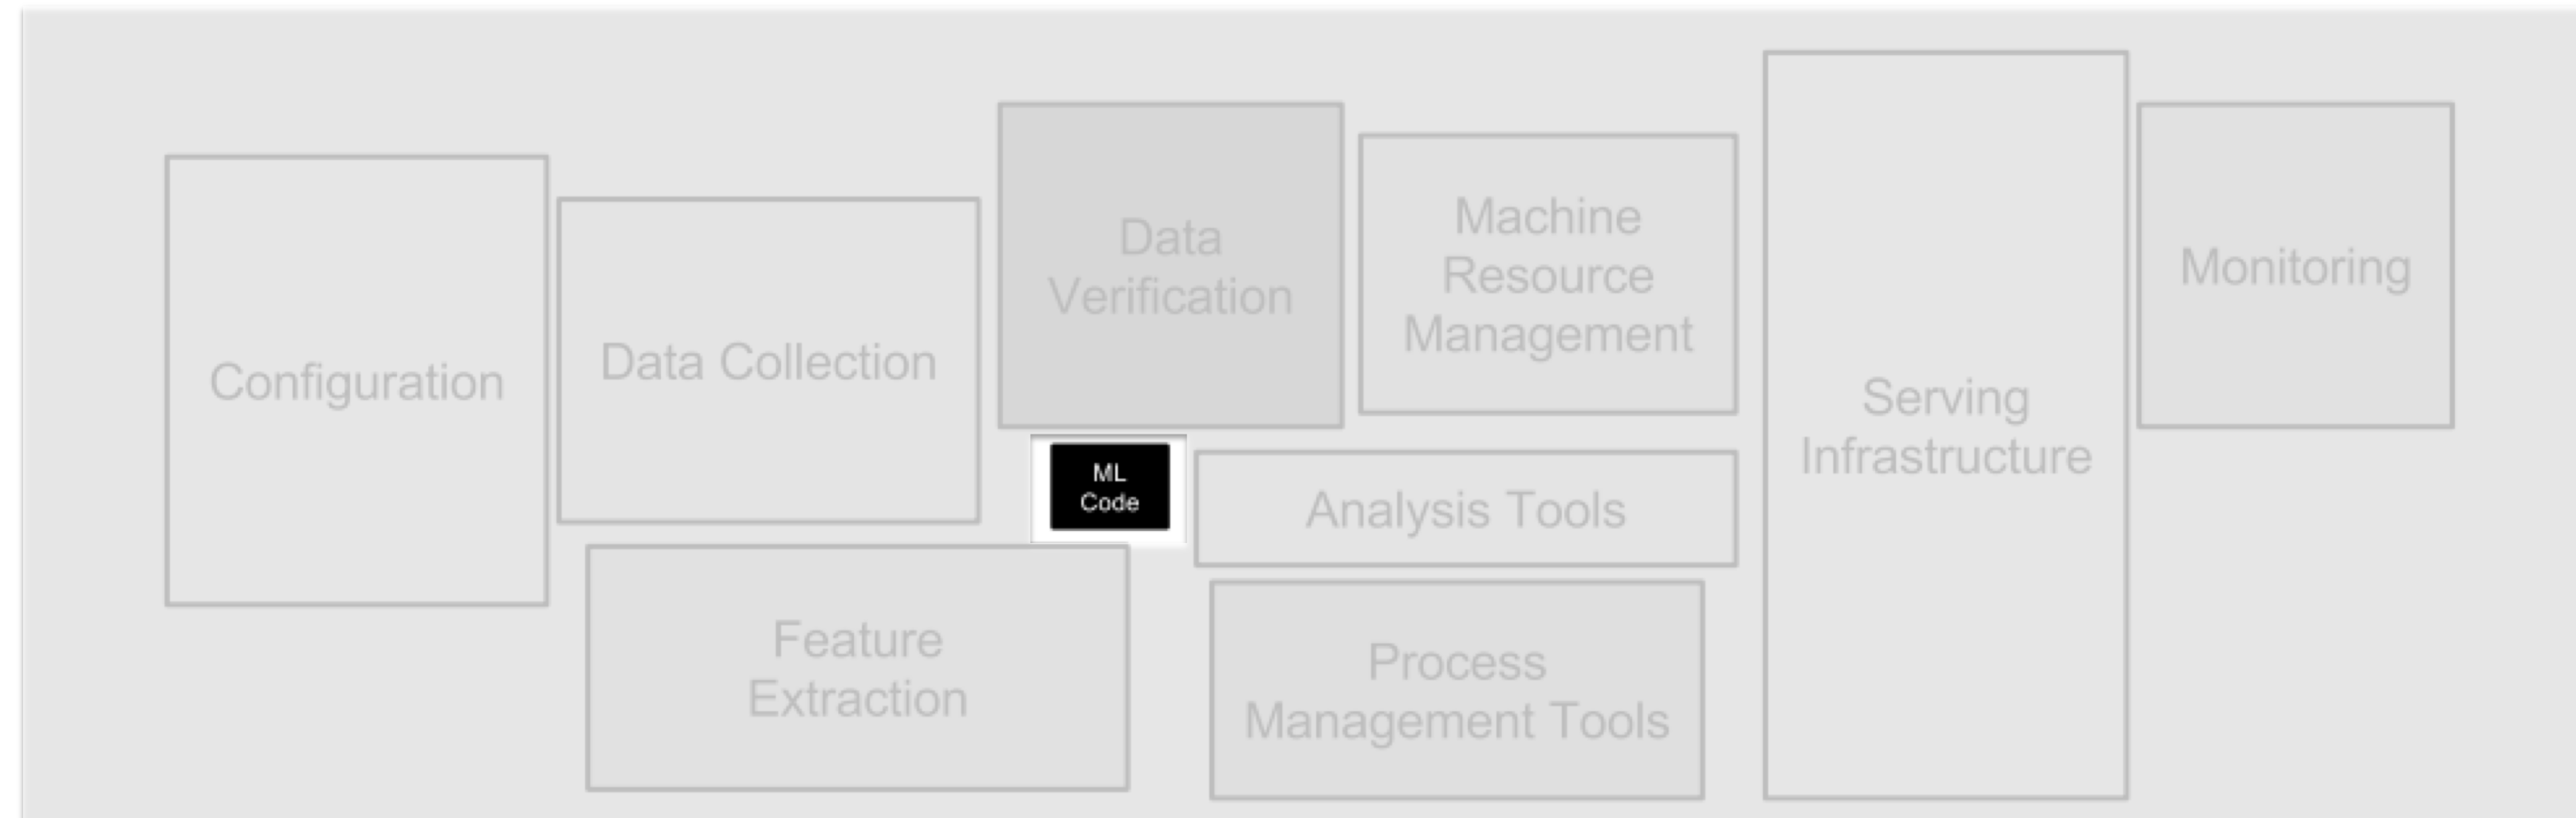 Configuration
Data Collection
Data
Verification
Machine
Resource
Management
Monitoring
Serving
Infrastructure
ML
Code
Analysis Tools
Feature
Extraction
Process
Management Tools